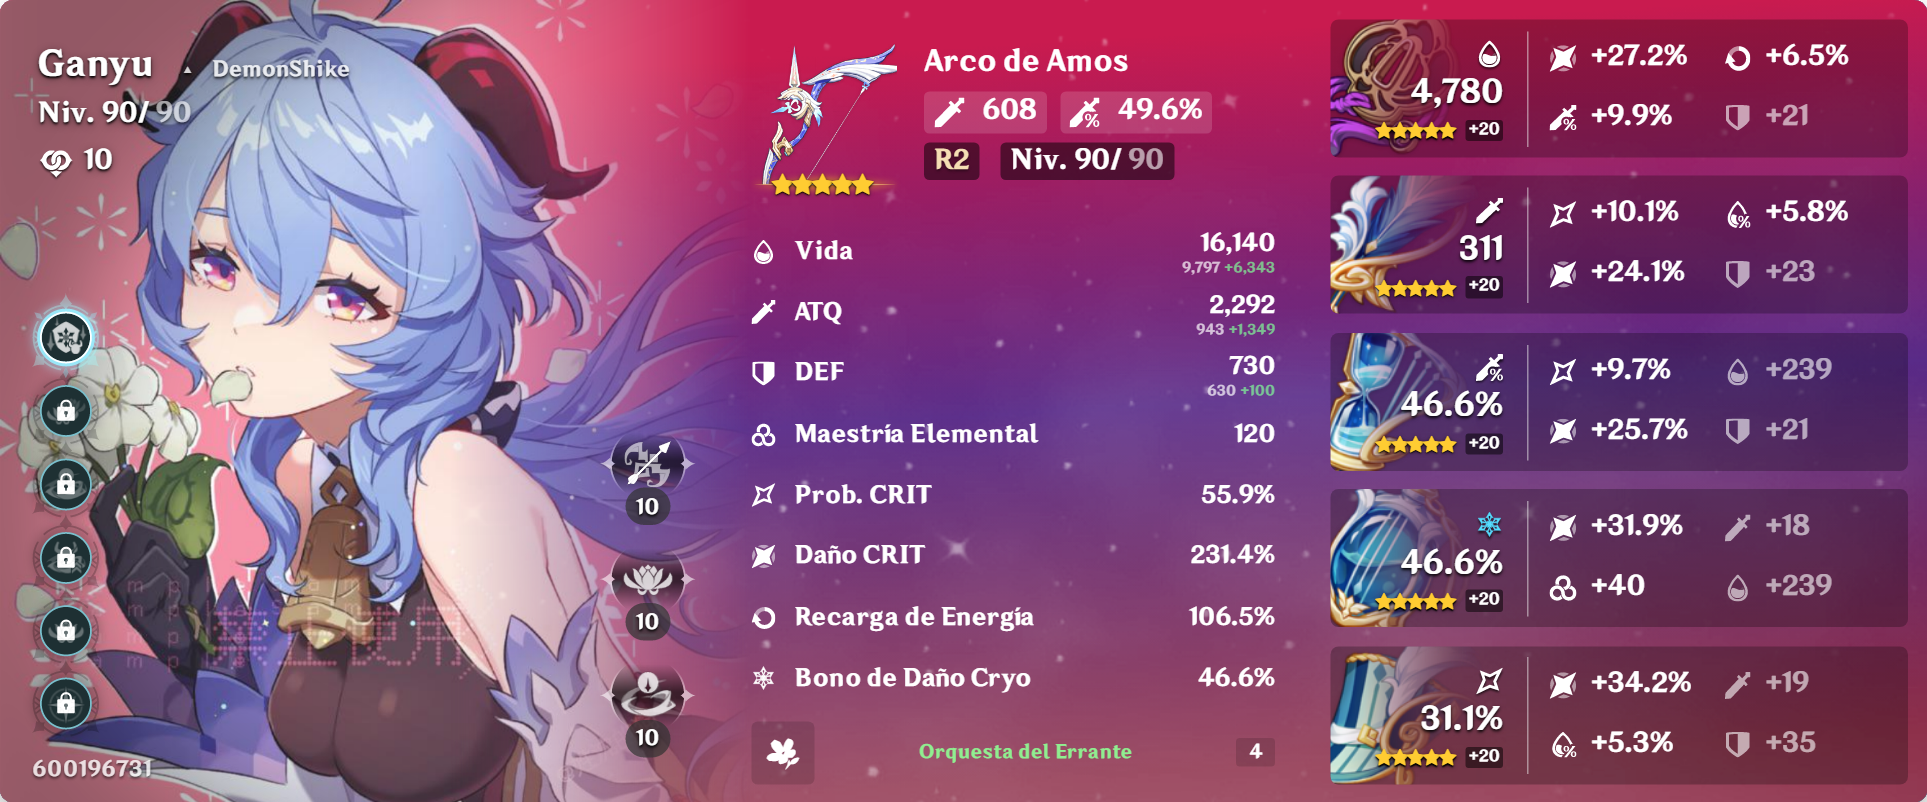 Ganyu ▲ DemonShike
Niv. 90/ 90
10
10
10
10
600196731
Arco de Amos
608 49.6%
R2 Niv. 90/ 90
Vida 16,140
9,797 +6,343
ATQ 2,292
943 +1,349
DEF 730
630 +100
Maestría Elemental 120
Prob. CRIT 55.9%
Daño CRIT 231.4%
Recarga de Energía 106.5%
Bono de Daño Cryo 46.6%
Orquesta del Errante 4
4,780
+20
+27.2% +6.5%
+9.9% +21
311
+20
+10.1% +5.8%
+24.1% +23
46.6%
+20
+9.7% +239
+25.7% +21
46.6%
+20
+31.9% +18
+40 +239
31.1%
+20
+34.2% +19
+5.3% +35